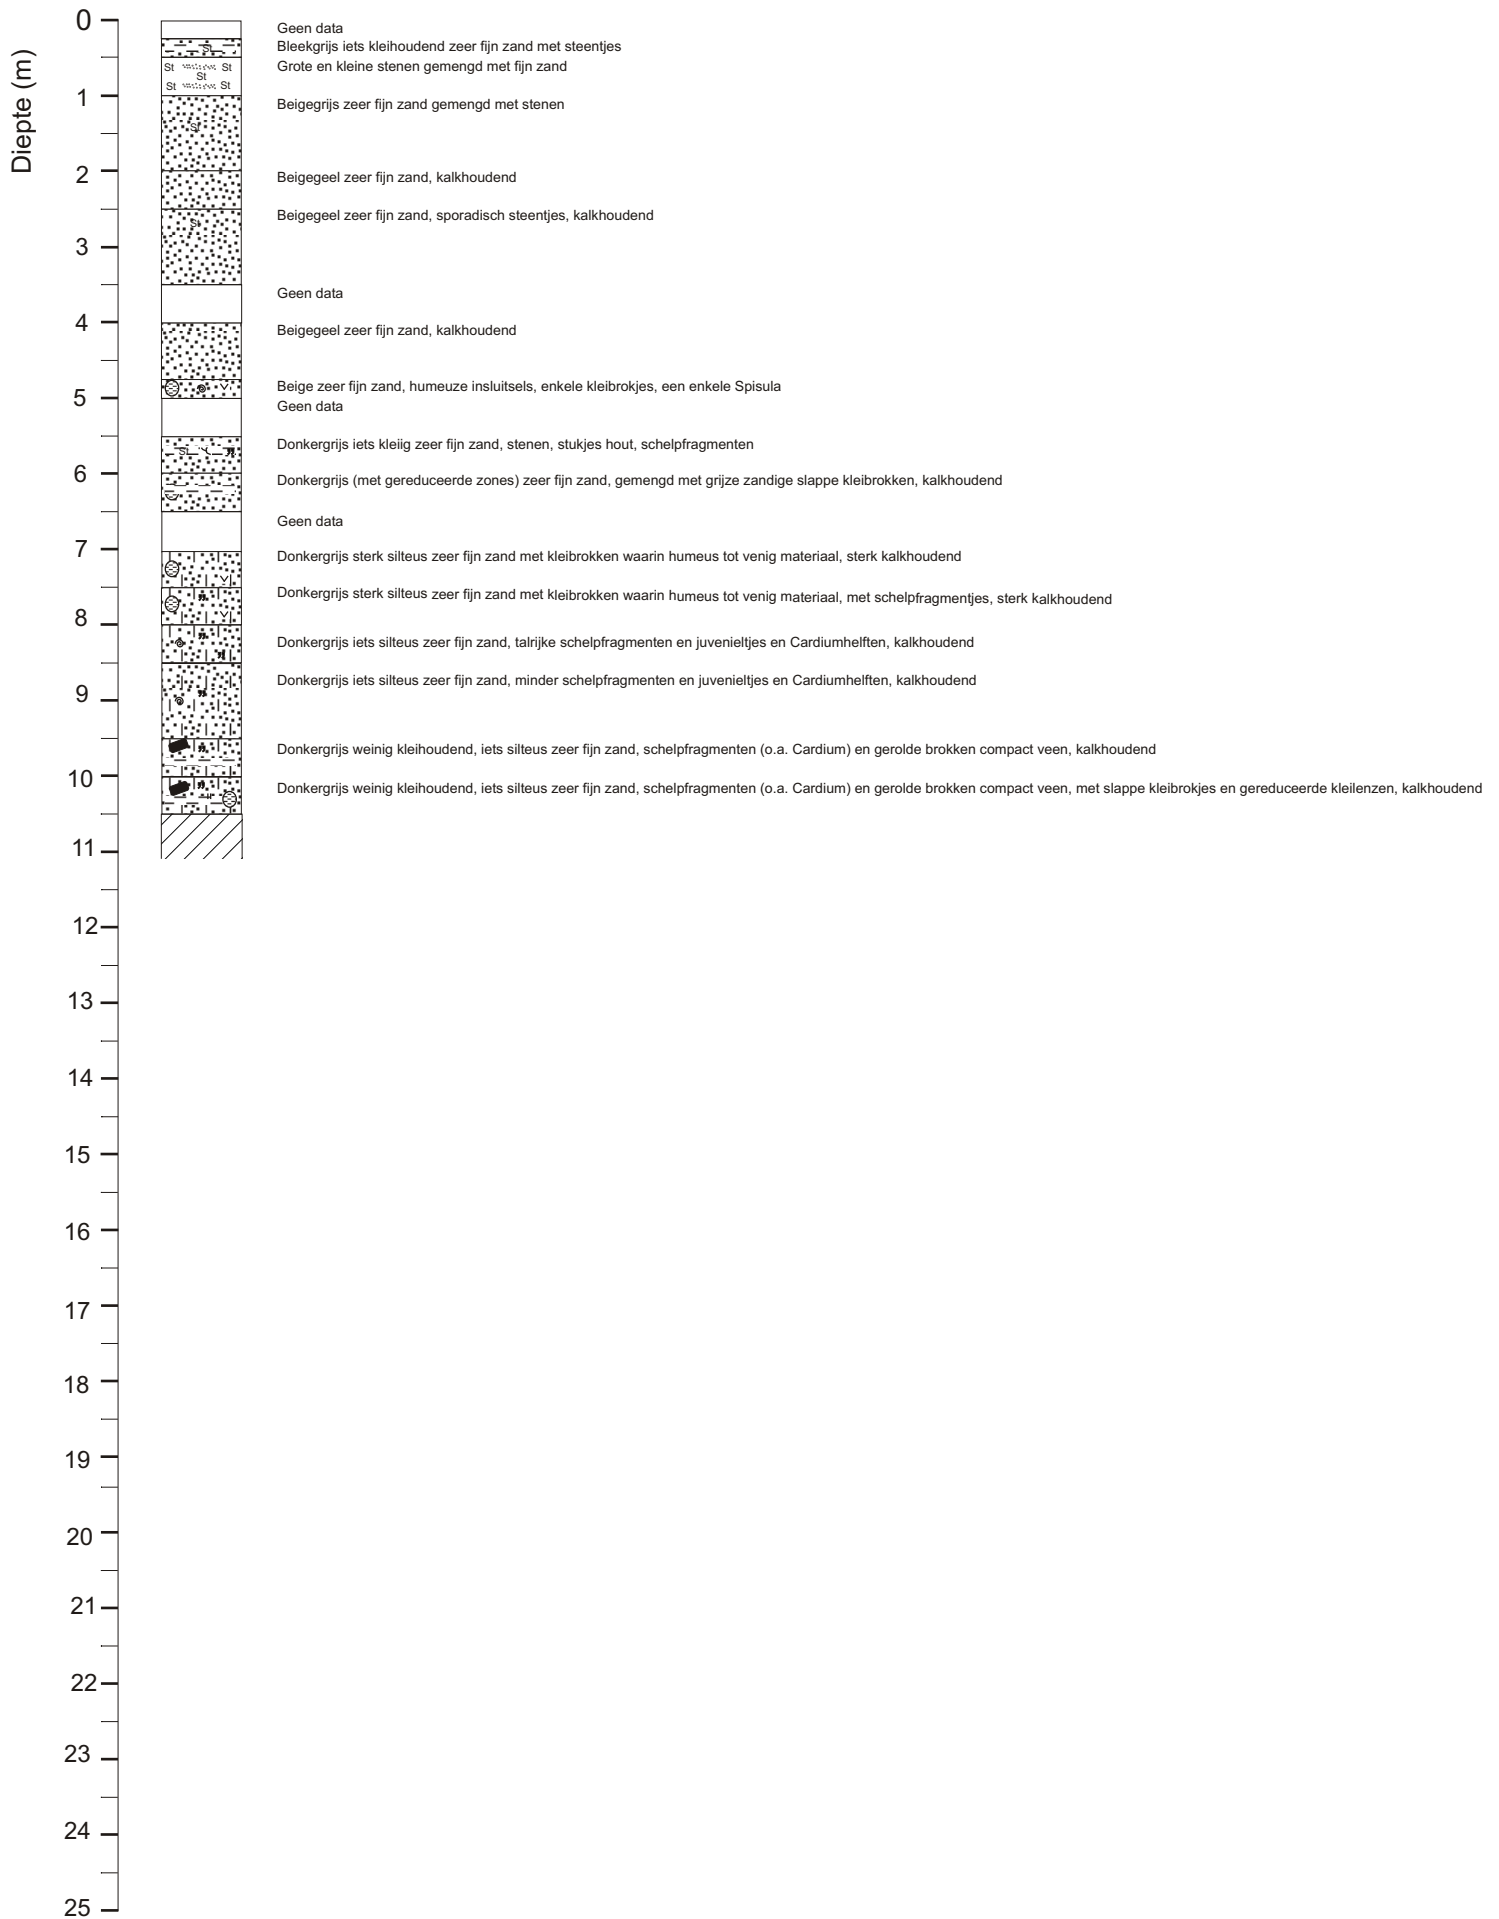 Diepte (m)
0
Geen data
Bleekgrijs iets kleihoudend zeer fijn zand met steentjes
St
Grote en kleine stenen gemengd met fijn zand
St St
St
St St
1
Beigegrijs zeer fijn zand gemengd met stenen
St
2
Beigegeel zeer fijn zand, kalkhoudend
Beigegeel zeer fijn zand, sporadisch steentjes, kalkhoudend
St
3
Geen data
4
Beigegeel zeer fijn zand, kalkhoudend
Beige zeer fijn zand, humeuze insluitsels, enkele kleibrokjes, een enkele Spisula
5
Geen data
Donkergrijs iets kleiig zeer fijn zand, stenen, stukjes hout, schelpfragmenten
St
6
Donkergrijs (met gereduceerde zones) zeer fijn zand, gemengd met grijze zandige slappe kleibrokken, kalkhoudend
Geen data
7
Donkergrijs sterk silteus zeer fijn zand met kleibrokken waarin humeus tot venig materiaal, sterk kalkhoudend
Donkergrijs sterk silteus zeer fijn zand met kleibrokken waarin humeus tot venig materiaal, met schelpfragmentjes, sterk kalkhoudend
8
Donkergrijs iets silteus zeer fijn zand, talrijke schelpfragmenten en juvenieltjes en Cardiumhelften, kalkhoudend
Donkergrijs iets silteus zeer fijn zand, minder schelpfragmenten en juvenieltjes en Cardiumhelften, kalkhoudend
9
Donkergrijs weinig kleihoudend, iets silteus zeer fijn zand, schelpfragmenten (o.a. Cardium) en gerolde brokken compact veen, kalkhoudend
10
Donkergrijs weinig kleihoudend, iets silteus zeer fijn zand, schelpfragmenten (o.a. Cardium) en gerolde brokken compact veen, met slappe kleibrokjes en gereduceerde kleilenzen, kalkhoudend
11
12
13
14
15
16
17
18
19
20
21
22
23
24
25